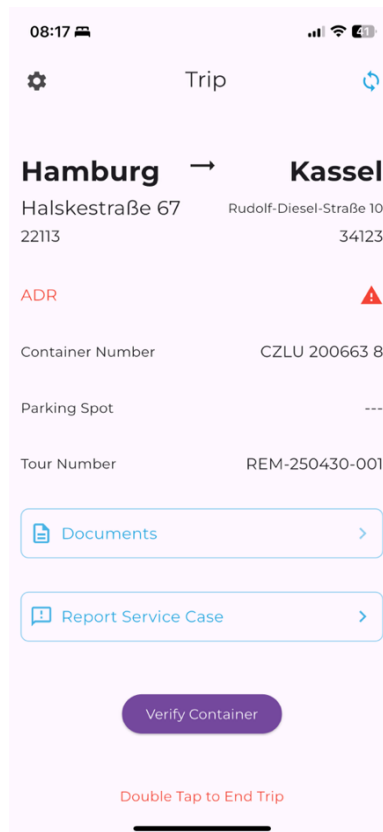 08:17
41
Trip
Hamburg → Kassel
Halskestraße 67 Rudolf-Diesel-Straße 10
22113 34123
ADR
Container Number CZLU 200663 8
Parking Spot ---
Tour Number REM-250430-001
Documents
Report Service Case
Verify Container
Double Tap to End Trip